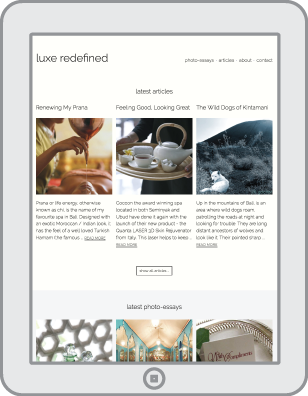 luxe redefined
photo-essays · articles · about · contact
latest articles
Renewing My Prana
Feeling Good, Looking Great
The Wild Dogs of Kintamani
Prana or life energy, otherwise
known as chi, is the name of my
favourite spa in Bali. Designed with
an exotic Moroccan / Indian look, it
has the feel of a well loved Turkish
Hamam (he famous ... READ MORE
Cocoon the award winning spa
located in both Seminyak and
Ubud have done it again with the
launch of their new product - the
Quanta LASER 3D Skin Rejuvenator
from Italy. This laser helps to keep ...
READ MORE
Up in the mountains of Bali, is an
area where wild dogs roam,
patrolling the roads at night and
looking for trouble. They are long
distant ancestors of wolves and
look like it. Their pointed sharp ...
READ MORE
show all articles
latest photo-essays
With Compliments